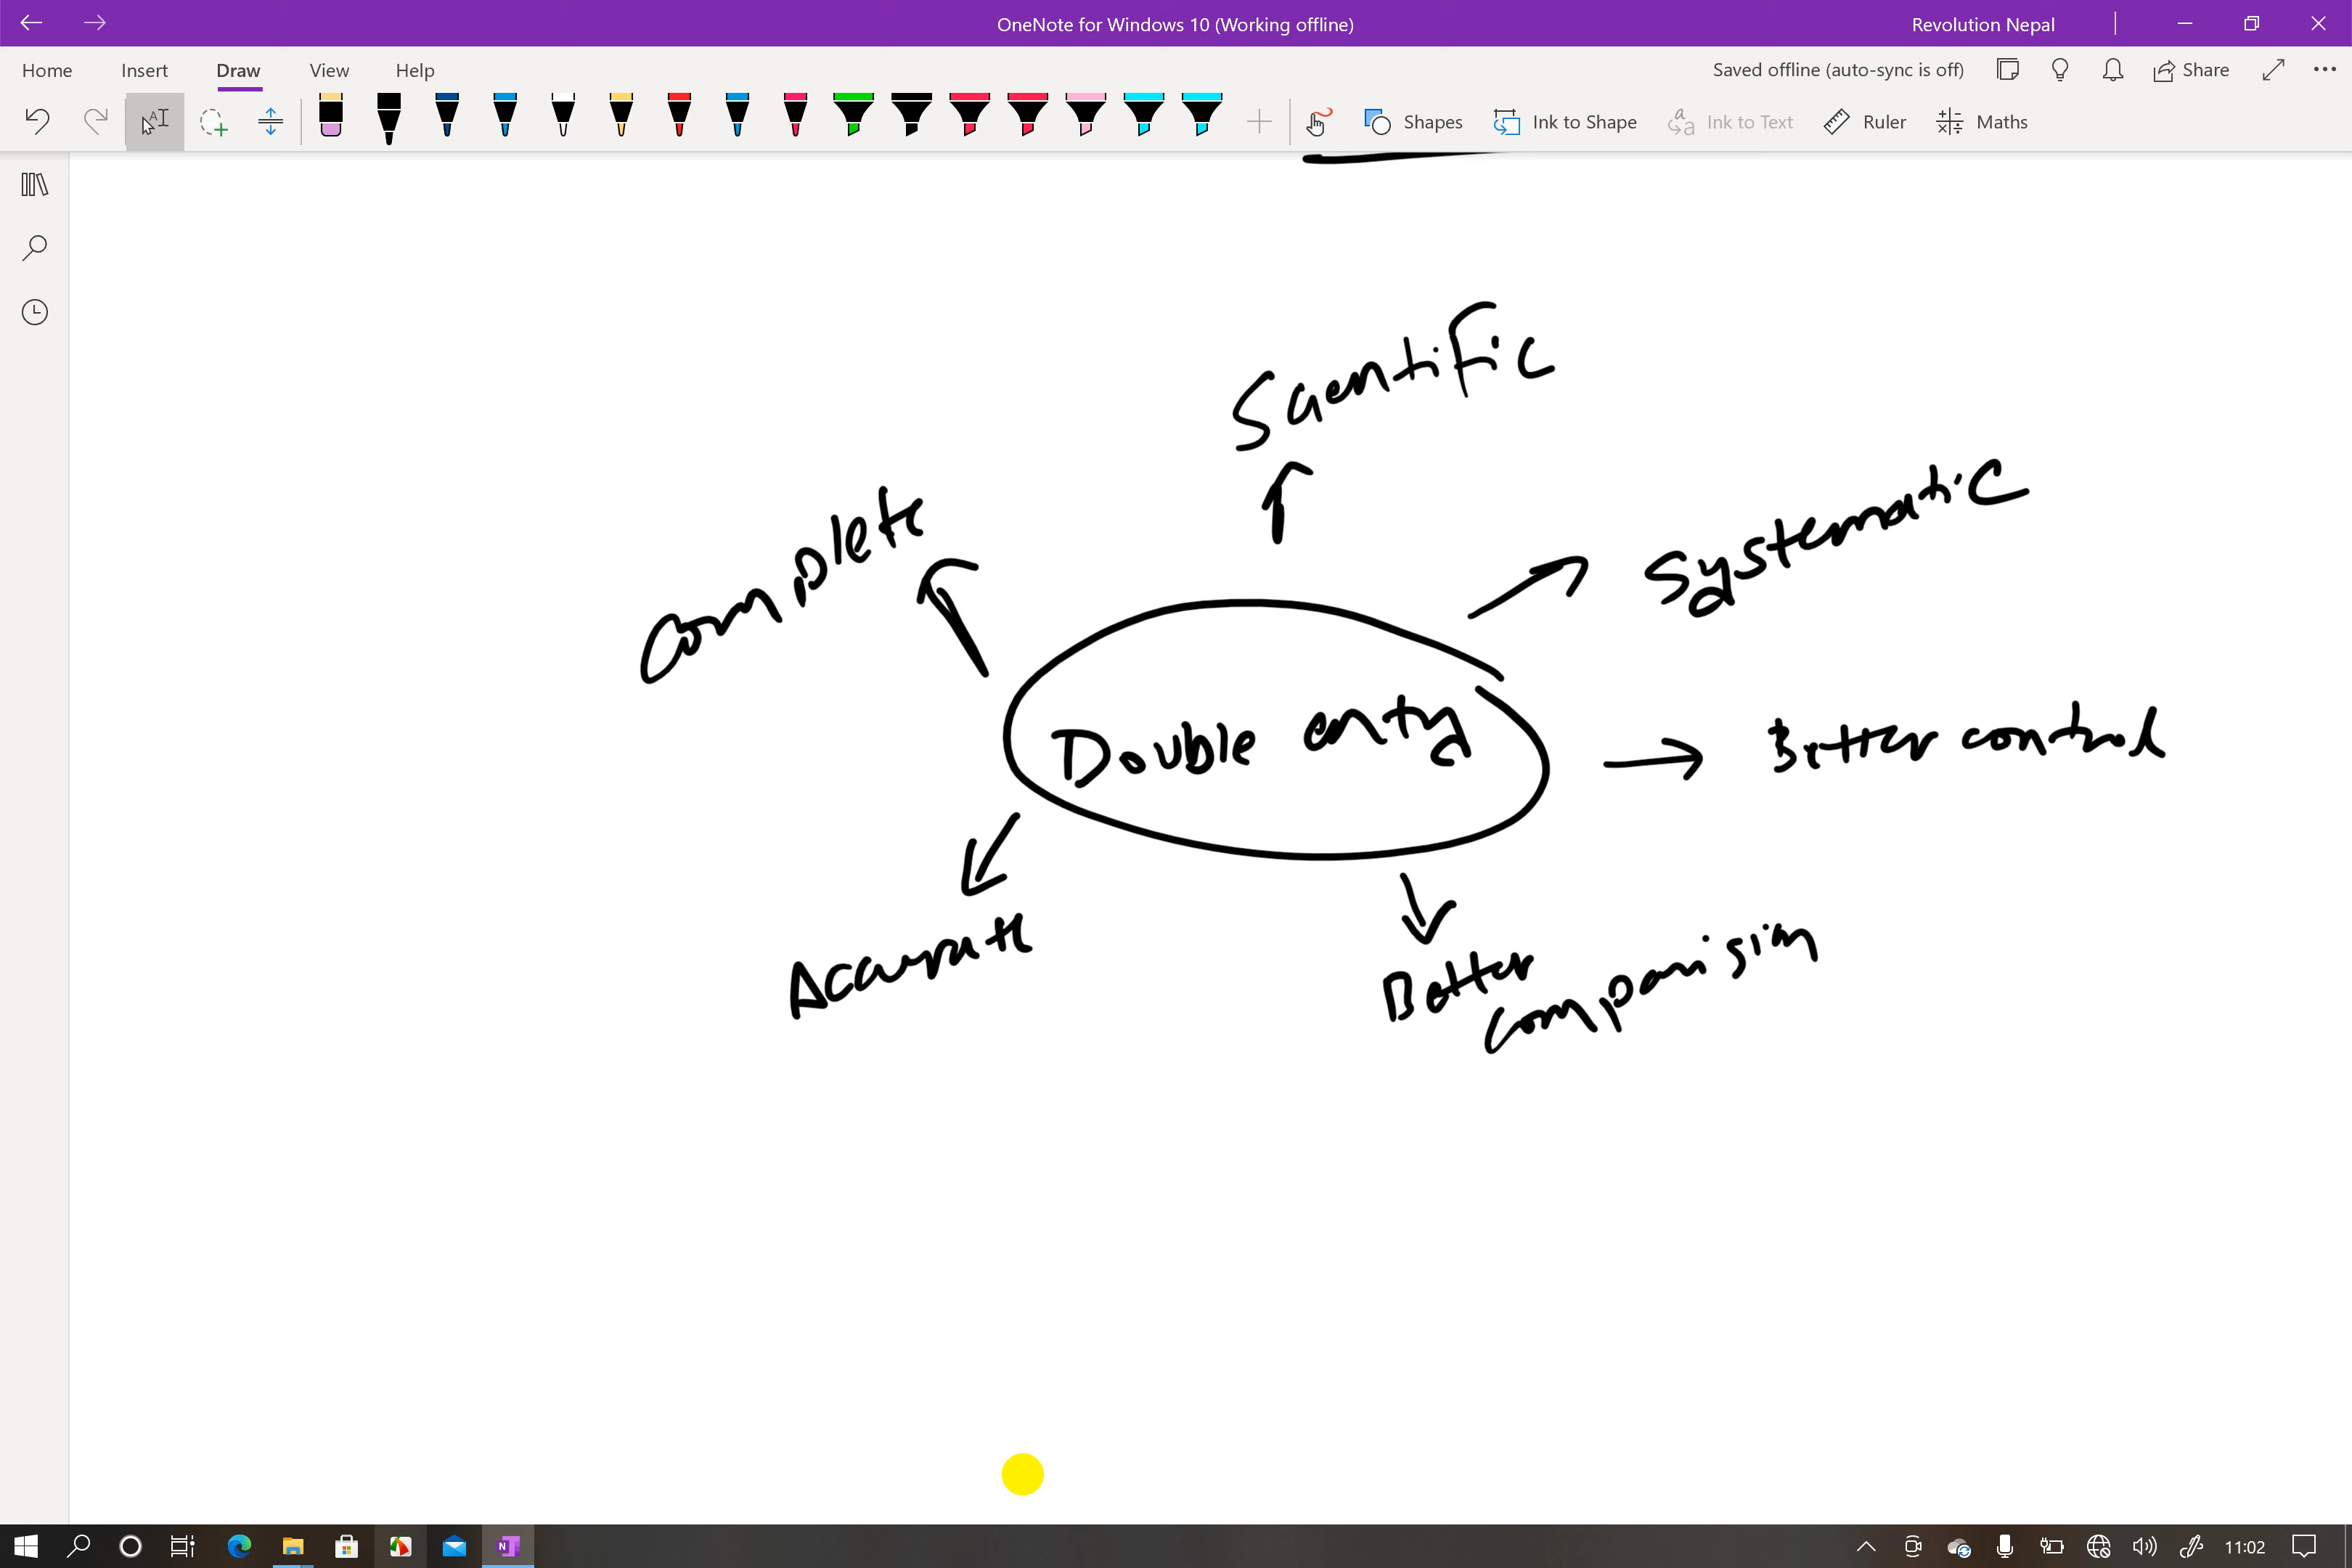 OneNote for Windows 10 (Working offline)
Revolution Nepal
Home Insert Draw View Help
Saved offline (auto-sync is off)
Share
Shapes
Ink to Shape
Ink to Text
Ruler
Maths
Scientific
Systematic
Complete
Double entry
Better control
Accurate
Better
comparisim
11:02